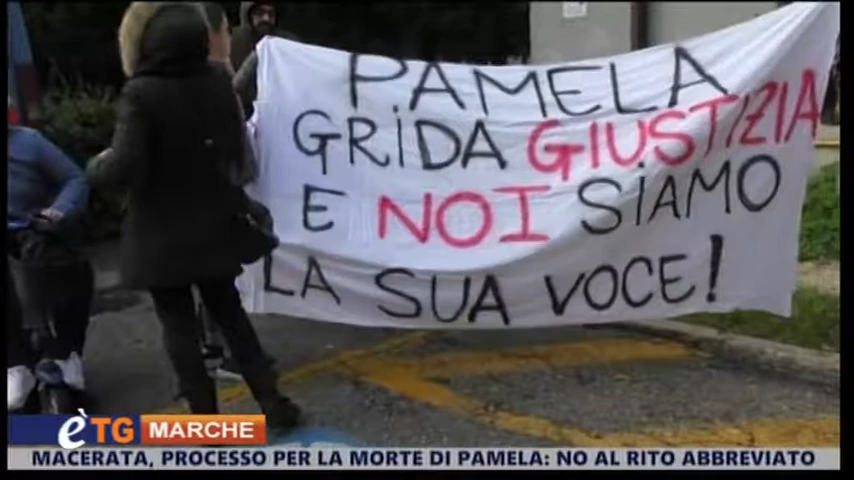 PAMELA
GRiDA GIUSTIZIA
E NOI SiAMO
LA SUA VOCE!
èTG MARCHE
MACERATA, PROCESSO PER LA MORTE DI PAMELA: NO AL RITO ABBREVIATO